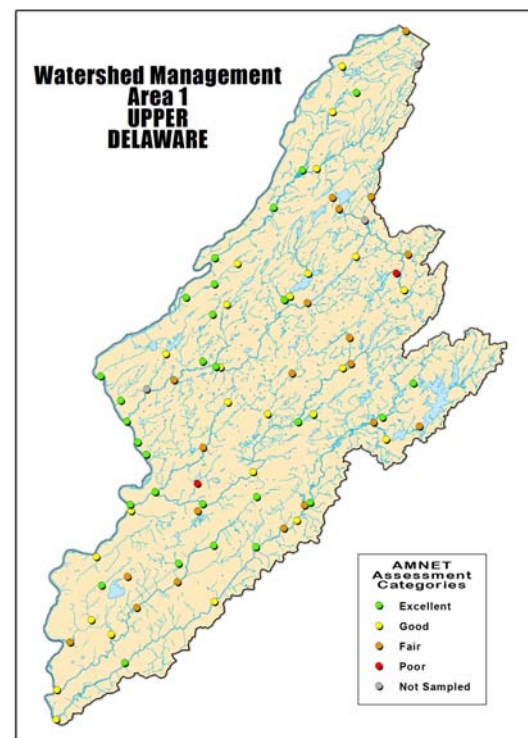 Watershed Management
Area 1
UPPER
DELAWARE
AMNET
Assessment
Categories
Excellent
Good
Fair
Poor
Not Sampled